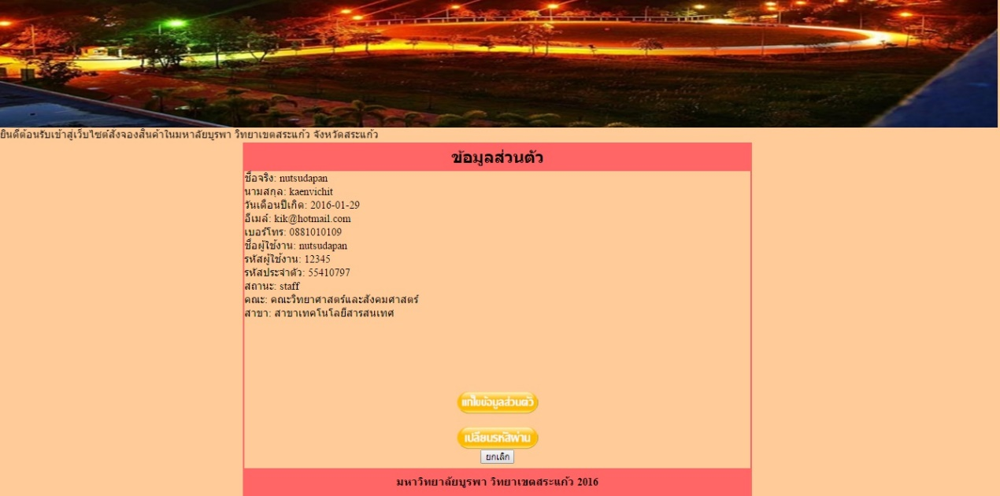 ยินดีต้อนรับเข้าสู่เว็บไซต์สั่งจองสินค้าในมหาลัยบูรพา วิทยาเขตสระแก้ว จังหวัดสระแก้ว
ข้อมูลส่วนตัว
ชื่อจริง: nutsudapan
นามสกุล: kaenvichit
วันเดือนปีเกิด: 2016-01-29
อีเมล์: kik@hotmail.com
เบอร์โทร: 0881010109
ชื่อผู้ใช้งาน: nutsudapan
รหัสผู้ใช้งาน: 12345
รหัสประจำตัว: 55410797
สถานะ: staff
คณะ: คณะวิทยาศาสตร์และสังคมศาสตร์
สาขา: สาขาเทคโนโลยีสารสนเทศ
แก้ไขข้อมูลส่วนตัว
เปลี่ยนรหัสผ่าน
ยกเลิก
มหาวิทยาลัยบูรพา วิทยาเขตสระแก้ว 2016